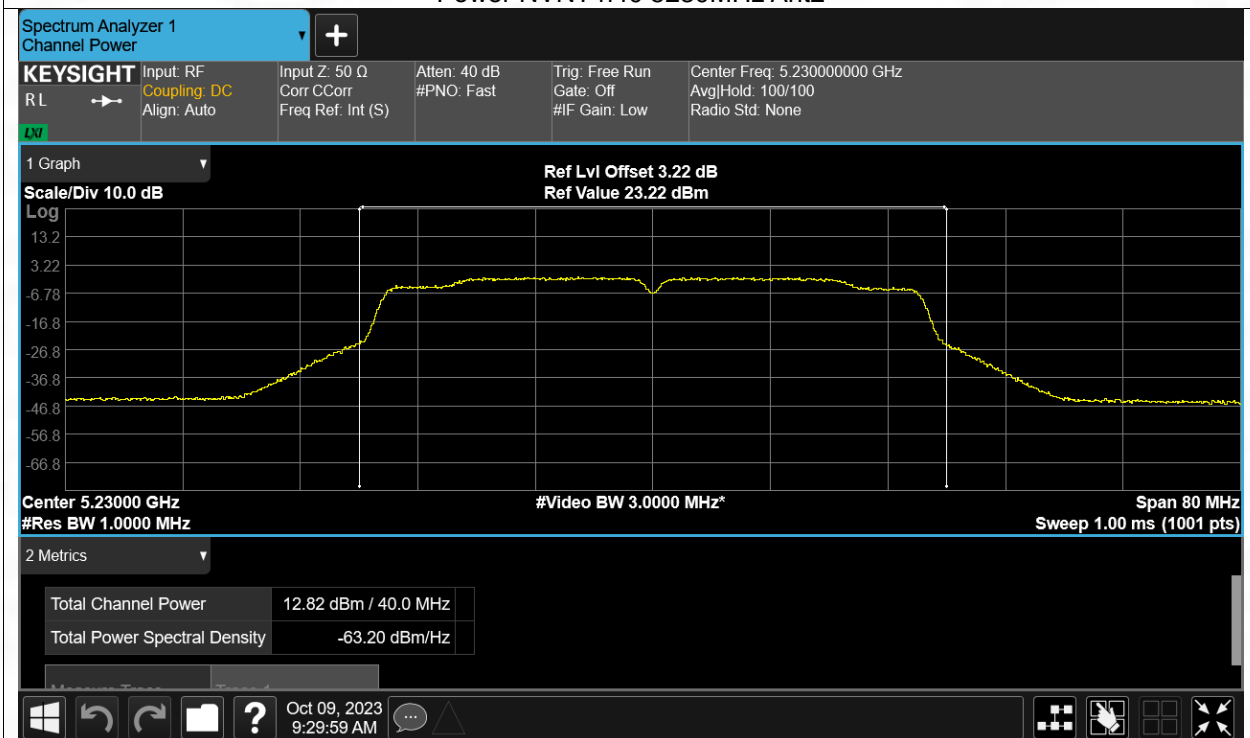 Spectrum Analyzer 1
Channel Power
+
KEYSIGHT
R L
LXI
Input: RF
Coupling: DC
Align: Auto
Input Z: 50 Ω
Corr CCorr
Freq Ref: Int (S)
Atten: 40 dB
#PNO: Fast
Trig: Free Run
Gate: Off
#IF Gain: Low
Center Freq: 5.230000000 GHz
Avg|Hold: 100/100
Radio Std: None
1 Graph
Scale/Div 10.0 dB
Ref Lvl Offset 3.22 dB
Ref Value 23.22 dBm
Log
13.2
3.22
-6.78
-16.8
-26.8
-36.8
-46.8
-56.8
-66.8
Center 5.23000 GHz
#Video BW 3.0000 MHz*
Span 80 MHz
#Res BW 1.0000 MHz
Sweep 1.00 ms (1001 pts)
2 Metrics
Total Channel Power 12.82 dBm / 40.0 MHz
Total Power Spectral Density -63.20 dBm/Hz
?
Oct 09, 2023
9:29:59 AM